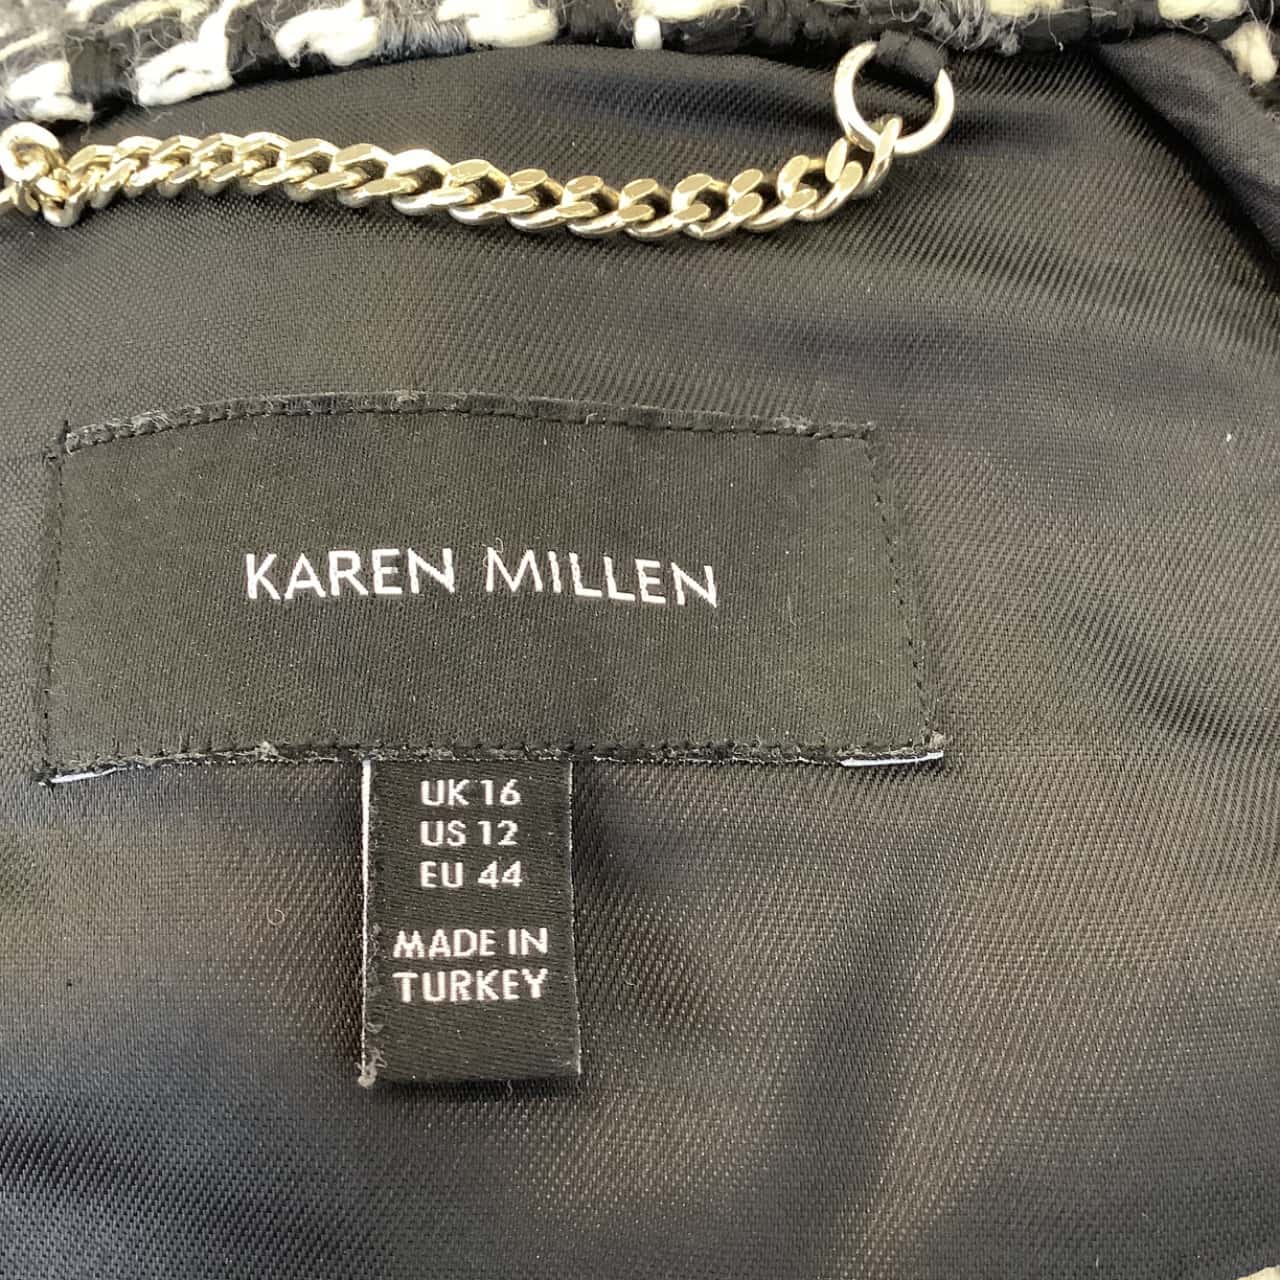 KAREN MILLEN
UK 16
US 12
EU 44
MADE IN
TURKEY